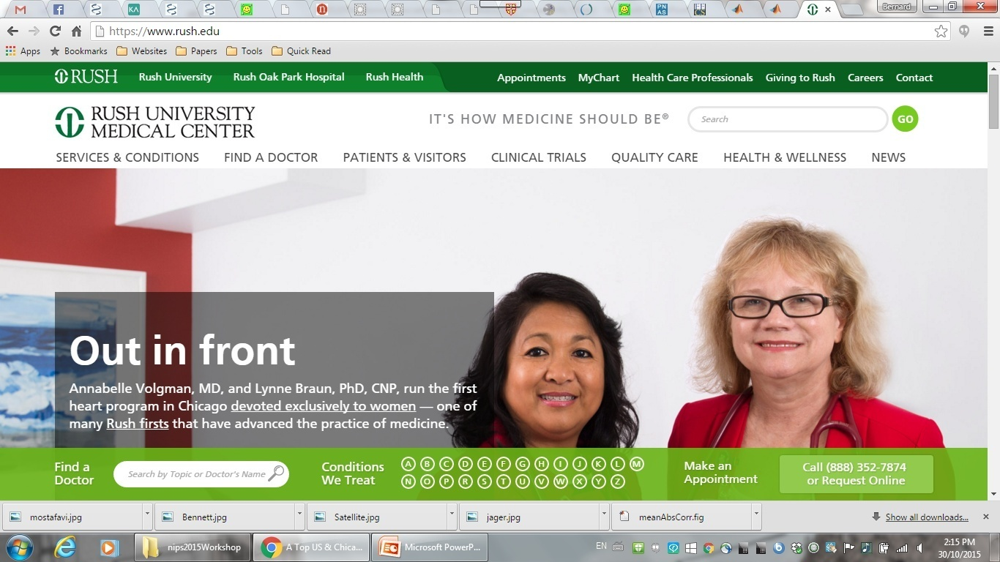 Bernard
https://www.rush.edu
Apps Bookmarks Websites Papers Tools Quick Read
RUSH Rush University Rush Oak Park Hospital Rush Health Appointments MyChart Health Care Professionals Giving to Rush Careers Contact
RUSH UNIVERSITY
MEDICAL CENTER
IT'S HOW MEDICINE SHOULD BE®
Search GO
SERVICES & CONDITIONS FIND A DOCTOR PATIENTS & VISITORS CLINICAL TRIALS QUALITY CARE HEALTH & WELLNESS NEWS
Out in front
Annabelle Volgman, MD, and Lynne Braun, PhD, CNP, run the first
heart program in Chicago devoted exclusively to women — one of
many Rush firsts that have advanced the practice of medicine.
Find a
Doctor
Search by Topic or Doctor's Name
Conditions
We Treat
A B C D E F G H I J K L M
N O P R S T U V W X Y Z
Make an
Appointment
Call (888) 352-7874
or Request Online
mostafavi.jpg Bennett.jpg Satellite.jpg jager.jpg meanAbsCorr.fig Show all downloads...
nips2015Workshop A Top US & Chica... Microsoft PowerP... EN 2:15 PM
30/10/2015